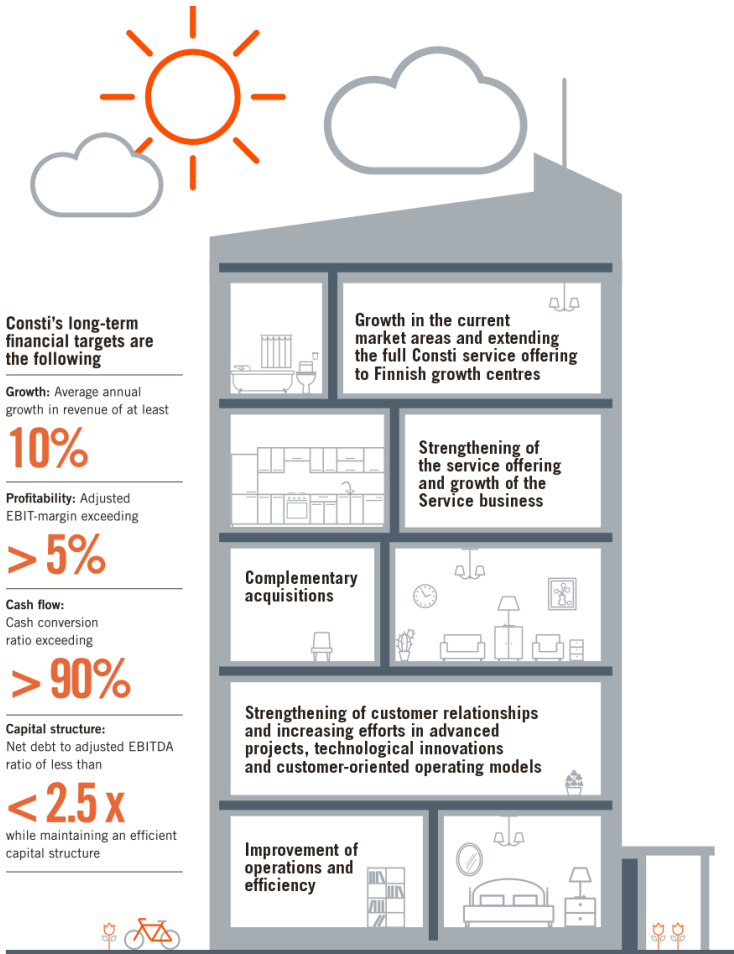 Consti's long-term
financial targets are
the following
Growth: Average annual
growth in revenue of at least
10%
Profitability: Adjusted
EBIT-margin exceeding
> 5%
Cash flow:
Cash conversion
ratio exceeding
> 90%
Capital structure:
Net debt to adjusted EBITDA
ratio of less than
< 2.5 x
while maintaining an efficient
capital structure
Growth in the current
market areas and extending
the full Consti service offering
to Finnish growth centres
Strengthening of
the service offering
and growth of the
Service business
Complementary
acquisitions
Strengthening of customer relationships
and increasing efforts in advanced
projects, technological innovations
and customer-oriented operating models
Improvement of
operations and
efficiency